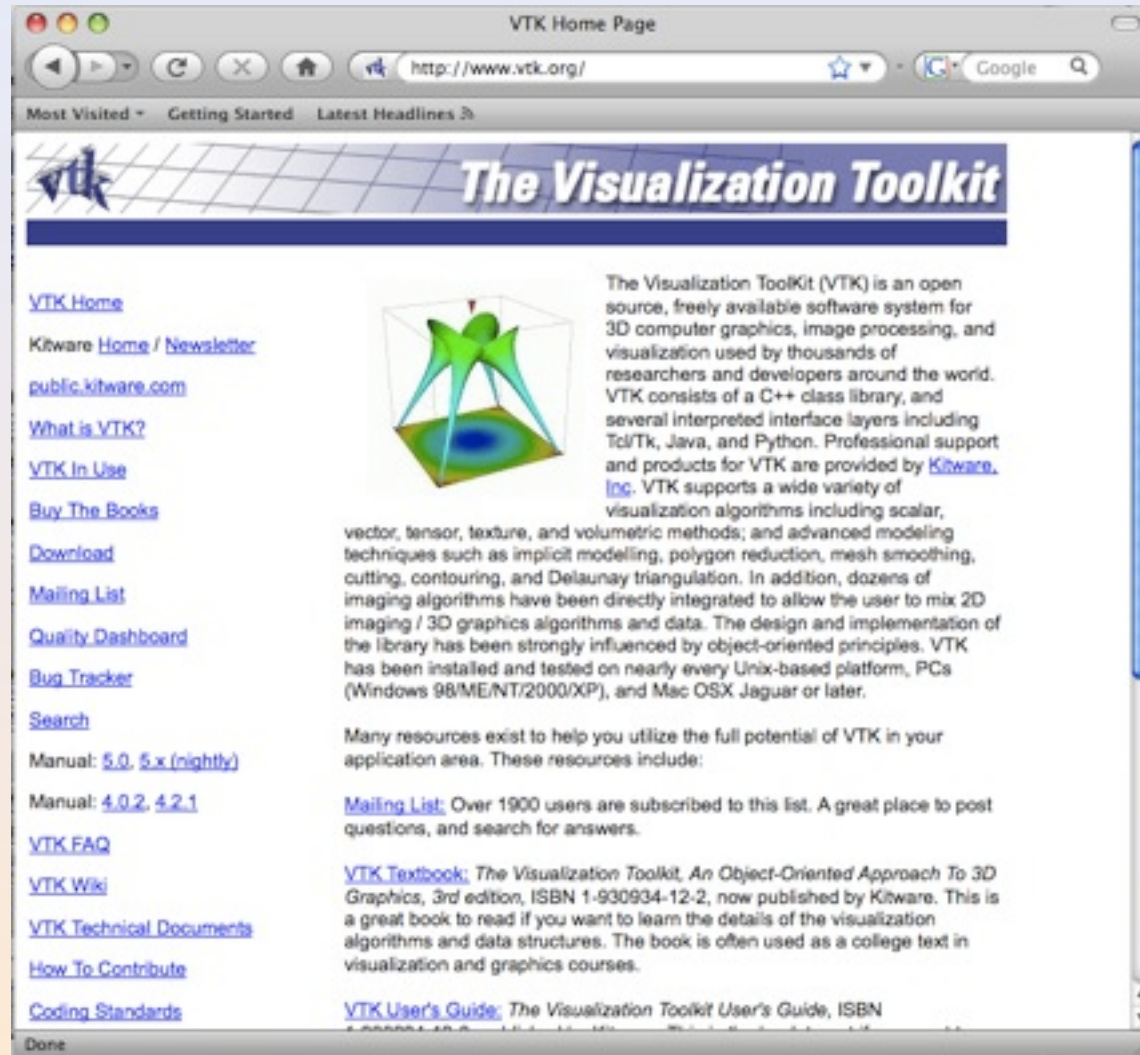 VTK Home Page
http://www.vtk.org/
Google
Most Visited
Getting Started
Latest Headlines
vtk
The Visualization Toolkit
VTK Home
Kitware Home / Newsletter
public.kitware.com
What is VTK?
VTK In Use
Buy The Books
Download
Mailing List
Quality Dashboard
Bug Tracker
Search
Manual: 5.0, 5.x (nightly)
Manual: 4.0.2, 4.2.1
VTK FAQ
VTK Wiki
VTK Technical Documents
How To Contribute
Coding Standards
The Visualization ToolKit (VTK) is an open
source, freely available software system for
3D computer graphics, image processing, and
visualization used by thousands of
researchers and developers around the world.
VTK consists of a C++ class library, and
several interpreted interface layers including
Tcl/Tk, Java, and Python. Professional support
and products for VTK are provided by Kitware,
Inc. VTK supports a wide variety of
visualization algorithms including scalar,
vector, tensor, texture, and volumetric methods; and advanced modeling
techniques such as implicit modelling, polygon reduction, mesh smoothing,
cutting, contouring, and Delaunay triangulation. In addition, dozens of
imaging algorithms have been directly integrated to allow the user to mix 2D
imaging / 3D graphics algorithms and data. The design and implementation of
the library has been strongly influenced by object-oriented principles. VTK
has been installed and tested on nearly every Unix-based platform, PCs
(Windows 98/ME/NT/2000/XP), and Mac OSX Jaguar or later.
Many resources exist to help you utilize the full potential of VTK in your
application area. These resources include:
Mailing List: Over 1900 users are subscribed to this list. A great place to post
questions, and search for answers.
VTK Textbook: The Visualization Toolkit, An Object-Oriented Approach To 3D
Graphics, 3rd edition, ISBN 1-930934-12-2, now published by Kitware. This is
a great book to read if you want to learn the details of the visualization
algorithms and data structures. The book is often used as a college text in
visualization and graphics courses.
VTK User's Guide: The Visualization Toolkit User's Guide, ISBN
Done